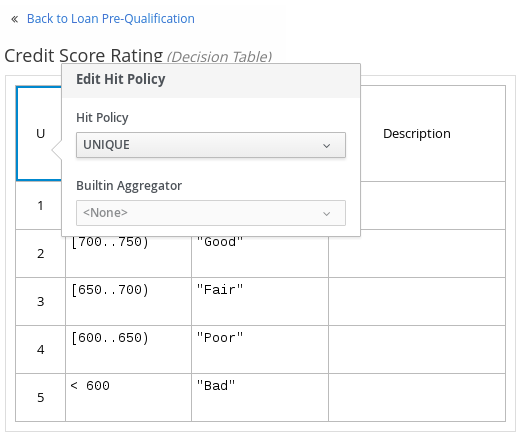 « Back to Loan Pre-Qualification
Credit Score Rating (Decision Table)
Edit Hit Policy
Hit Policy
UNIQUE
Builtin Aggregator
<None>
U Description
1
2 [700..750) "Good"
3 [650..700) "Fair"
4 [600..650) "Poor"
5 < 600 "Bad"